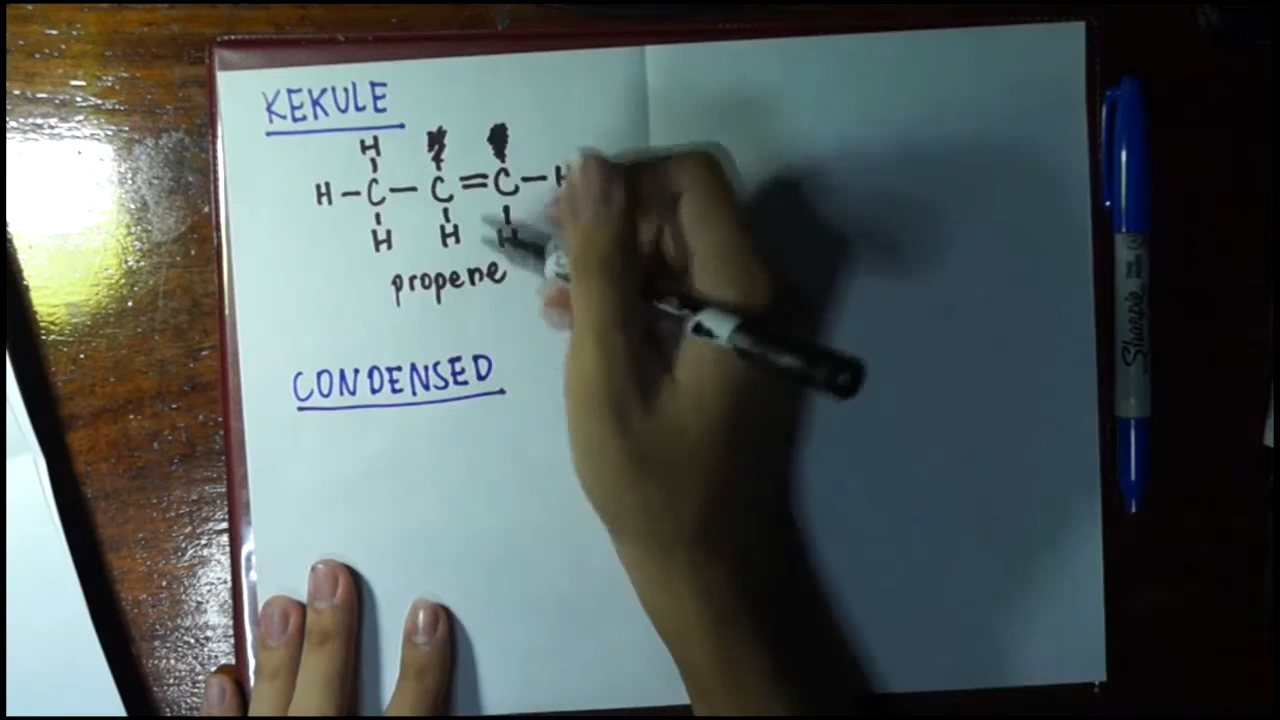 KEKULE
H
H – C – C = C – H
H H H
propene
CONDENSED
Sharpie